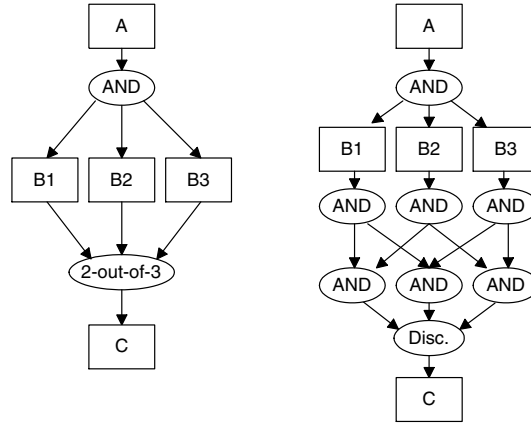 A
AND
B1
B2
B3
2-out-of-3
C
A
AND
B1
B2
B3
AND
AND
AND
AND
AND
AND
Disc.
C